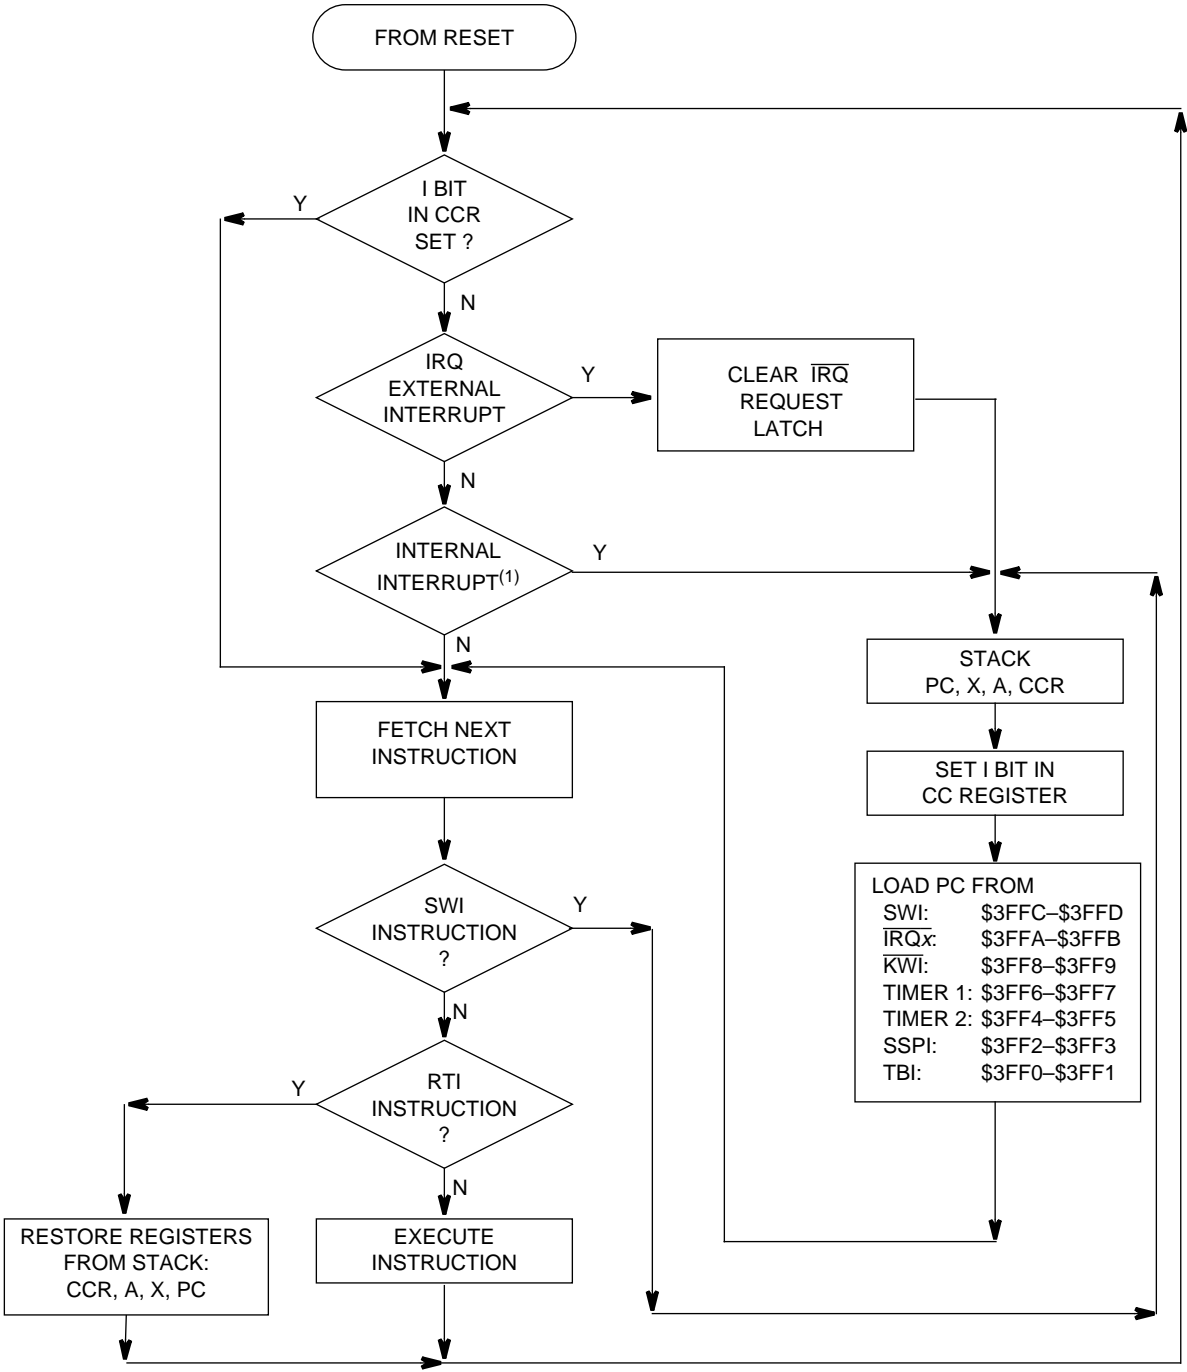 FROM RESET
Y
I BIT
IN CCR
SET ?
N
IRQ
EXTERNAL
INTERRUPT
Y
CLEAR I̅R̅Q̅
REQUEST
LATCH
N
INTERNAL
INTERRUPT(1)
Y
N
STACK
PC, X, A, CCR
FETCH NEXT
INSTRUCTION
SET I BIT IN
CC REGISTER
SWI
INSTRUCTION
?
Y
N
LOAD PC FROM
SWI: $3FFC–$3FFD
I̅R̅Q̅x̅: $3FFA–$3FFB
K̅W̅I̅: $3FF8–$3FF9
TIMER 1: $3FF6–$3FF7
TIMER 2: $3FF4–$3FF5
SSPI: $3FF2–$3FF3
TBI: $3FF0–$3FF1
Y
RTI
INSTRUCTION
?
N
RESTORE REGISTERS
FROM STACK:
CCR, A, X, PC
EXECUTE
INSTRUCTION